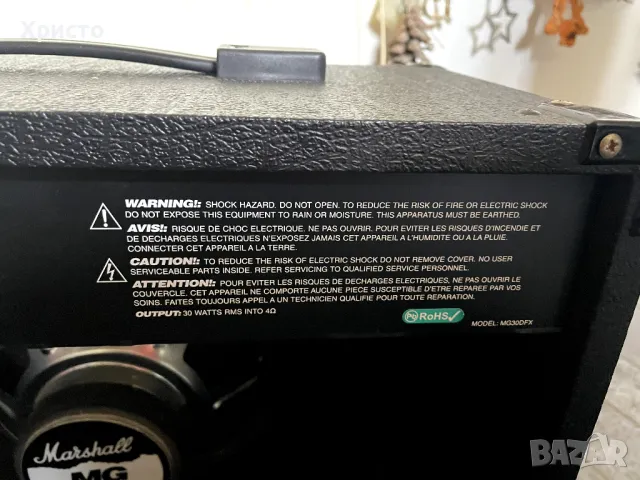 Християнто
WARNING!: SHOCK HAZARD. DO NOT OPEN. TO REDUCE THE RISK OF FIRE OR ELECTRIC SHOCK
DO NOT EXPOSE THIS EQUIPMENT TO RAIN OR MOISTURE. THIS APPARATUS MUST BE EARTHED.
AVIS!: RISQUE DE CHOC ELECTRIQUE. NE PAS OUVRIR. POUR EVITER LES RISQUES D'INCENDIE ET
DE DECHARGES ELECTRIQUES N'EXPOSEZ JAMAIS CET APPAREIL A L'HUMIDITE OU A LA PLUIE.
CONNECTER CET APPAREIL A LA TERRE.
CAUTION!: TO REDUCE THE RISK OF ELECTRIC SHOCK DO NOT REMOVE COVER. NO USER
SERVICEABLE PARTS INSIDE. REFER SERVICING TO QUALIFIED SERVICE PERSONNEL.
ATTENTION!: POUR EVITER LES RISQUES DE DECHARGES ELECTRIQUES, NE PAS OUVRIR LE
COUVERCLE. CET APPAREIL NE COMPORTE AUCUNE PIECE SUSCEPTIBLE D'ETRE REPAREE PAR VOS
SOINS. FAITES TOUJOURS APPEL A UN TECHNICIEN QUALIFIE POUR TOUTE REPARATION.
OUTPUT: 30 WATTS RMS INTO 4Ω
Pb RoHS
MODEL: MG30DFX
Marshall
MG
BAZAR